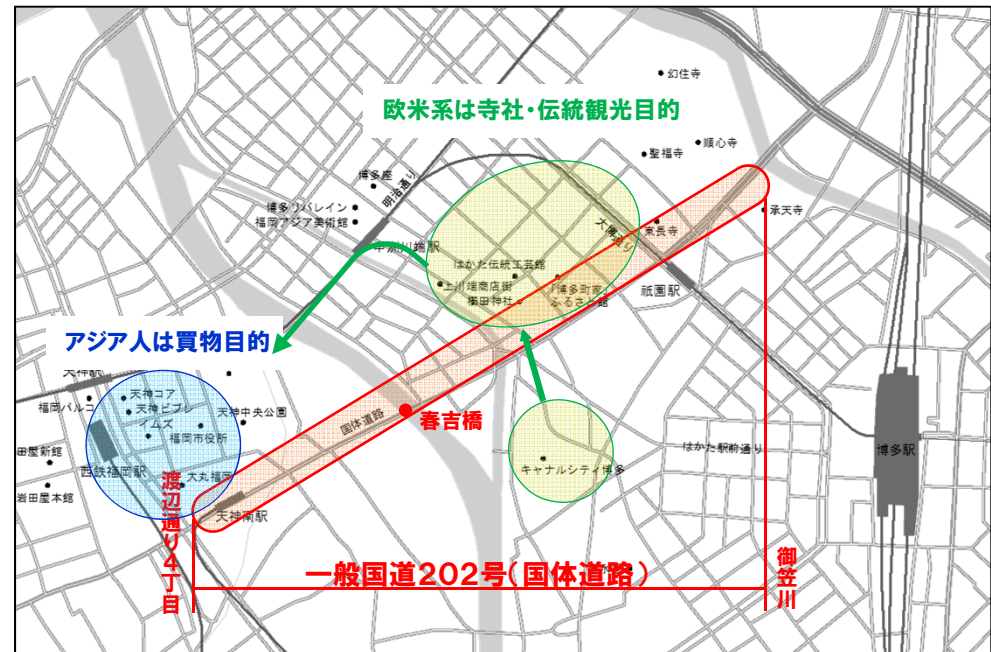 幻住寺
欧米系は寺社・伝統観光目的
順心寺
聖福寺
博多座
明治通り
博多リバレイン
福岡アジア美術館
承天寺
東長寺
大博通り
中洲川端駅
はかた伝統工芸館
上川端商店街
「博多町家」
ふるさと館
櫛田神社
祇園駅
アジア人は買物目的
天神駅
天神コア
福岡パルコ
天神ビブレ
天神中央公園
イムズ
福岡市役所
国体道路
春吉橋
はかた駅前通り
博多駅
キャナルシティ博多
田屋新館
西鉄福岡駅
大丸福岡
岩田屋本館
天神南駅
渡辺通り4丁目
一般国道202号(国体道路)
御笠川